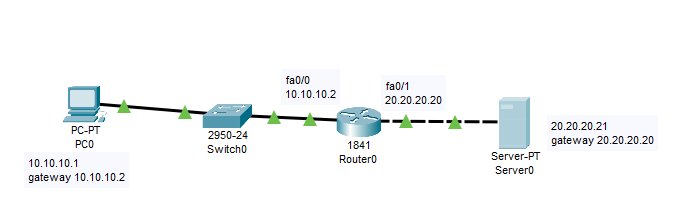 fa0/0
10.10.10.2
fa0/1
20.20.20.20
PC-PT
PC0
2950-24
Switch0
1841
Router0
Server-PT
Server0
20.20.20.21
gateway 20.20.20.20
10.10.10.1
gateway 10.10.10.2